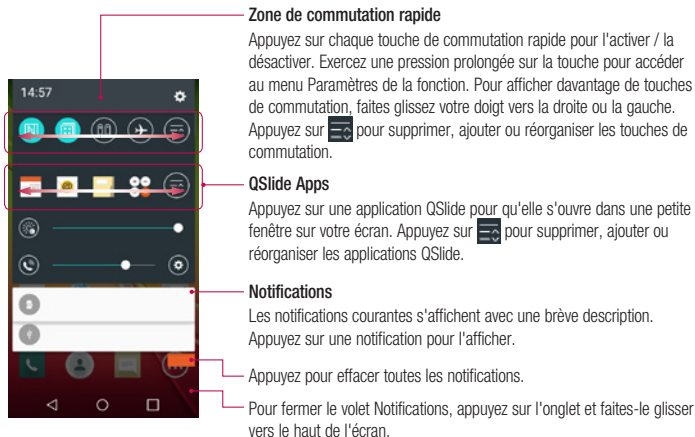 Zone de commutation rapide
Appuyez sur chaque touche de commutation rapide pour l'activer / la
désactiver. Exercez une pression prolongée sur la touche pour accéder
au menu Paramètres de la fonction. Pour afficher davantage de touches
de commutation, faites glissez votre doigt vers la droite ou la gauche.
Appuyez sur pour supprimer, ajouter ou réorganiser les touches de
commutation.
14:57
QSlide Apps
Appuyez sur une application QSlide pour qu'elle s'ouvre dans une petite
fenêtre sur votre écran. Appuyez sur pour supprimer, ajouter ou
réorganiser les applications QSlide.
Notifications
Les notifications courantes s'affichent avec une brève description.
Appuyez sur une notification pour l'afficher.
Appuyez pour effacer toutes les notifications.
Pour fermer le volet Notifications, appuyez sur l'onglet et faites-le glisser
vers le haut de l'écran.